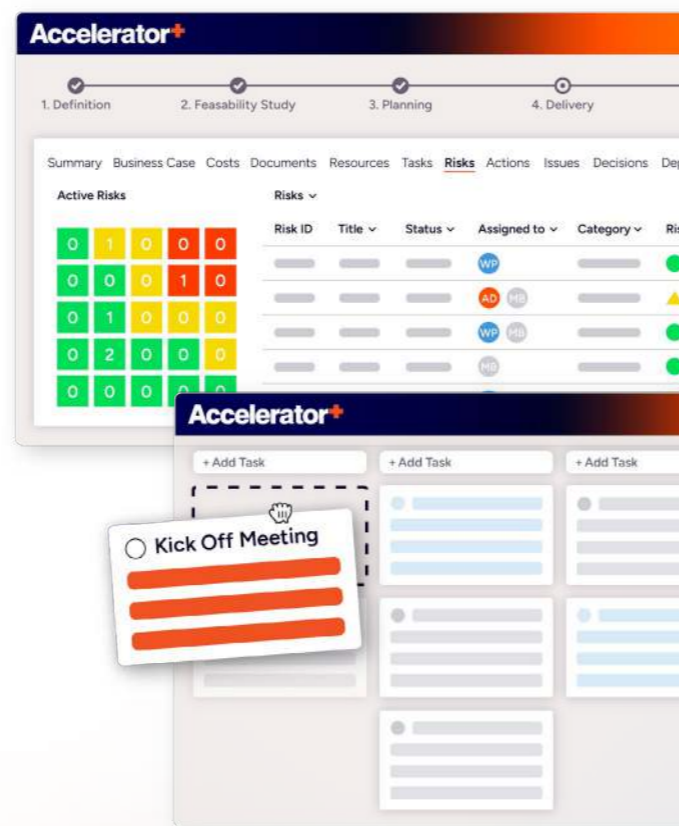 Accelerator+
1. Definition 2. Feasability Study 3. Planning 4. Delivery
Summary Business Case Costs Documents Resources Tasks Risks Actions Issues Decisions
Active Risks Risks
Risk ID Title Status Assigned to Category
0 1 0 0 0
WP
0 0 0 1 0
AD MB
0 1 0 0 0
WP MB
0 2 0 0 0
MB
0 0 0 0 0
Accelerator+
+ Add Task + Add Task + Add Task
Kick Off Meeting